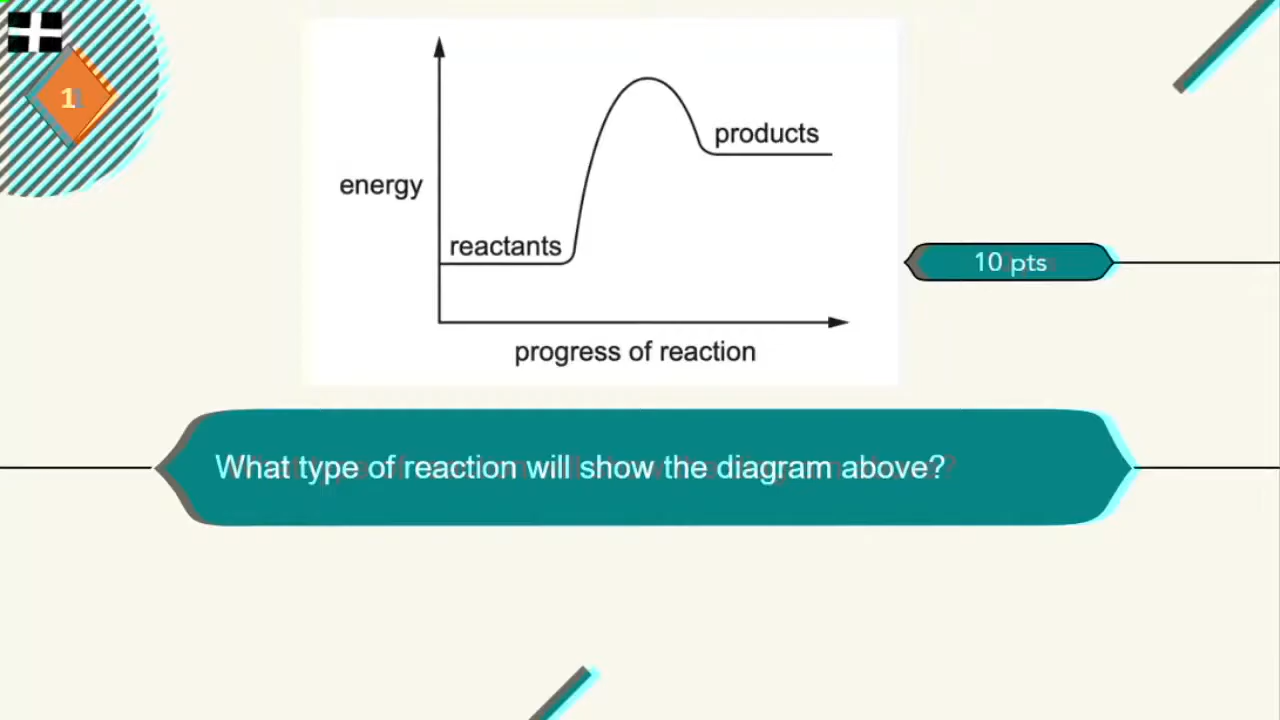 1
energy
products
reactants
progress of reaction
10 pts
What type of reaction will show the diagram above?